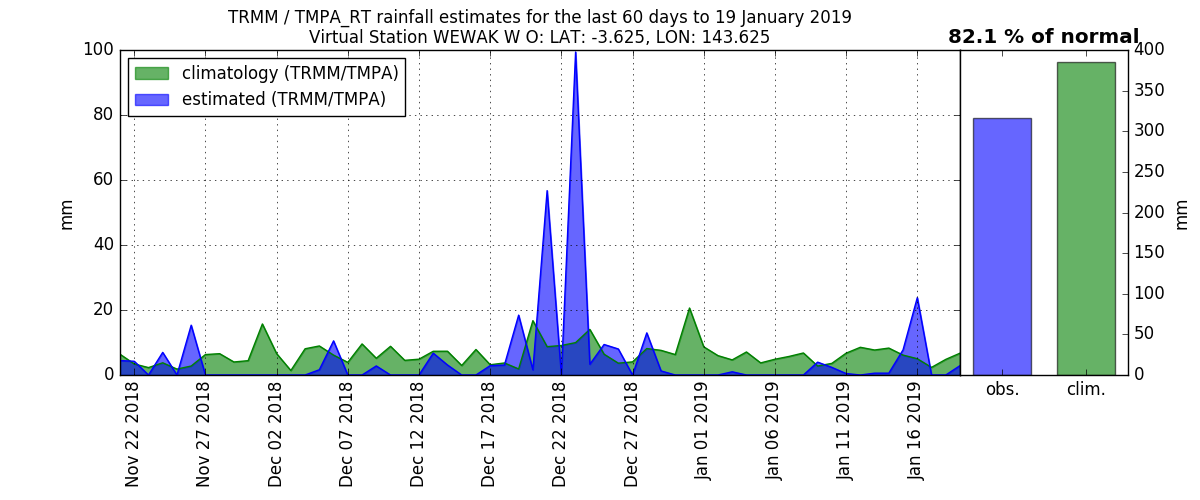 TRMM / TMPA_RT rainfall estimates for the last 60 days to 19 January 2019
Virtual Station WEWAK W O: LAT: -3.625, LON: 143.625
82.1 % of normal
climatology (TRMM/TMPA)
estimated (TRMM/TMPA)
100
80
60
40
20
0
mm
400
350
300
250
200
150
100
50
0
mm
obs.
clim.
Nov 22 2018
Nov 27 2018
Dec 02 2018
Dec 07 2018
Dec 12 2018
Dec 17 2018
Dec 22 2018
Dec 27 2018
Jan 01 2019
Jan 06 2019
Jan 11 2019
Jan 16 2019